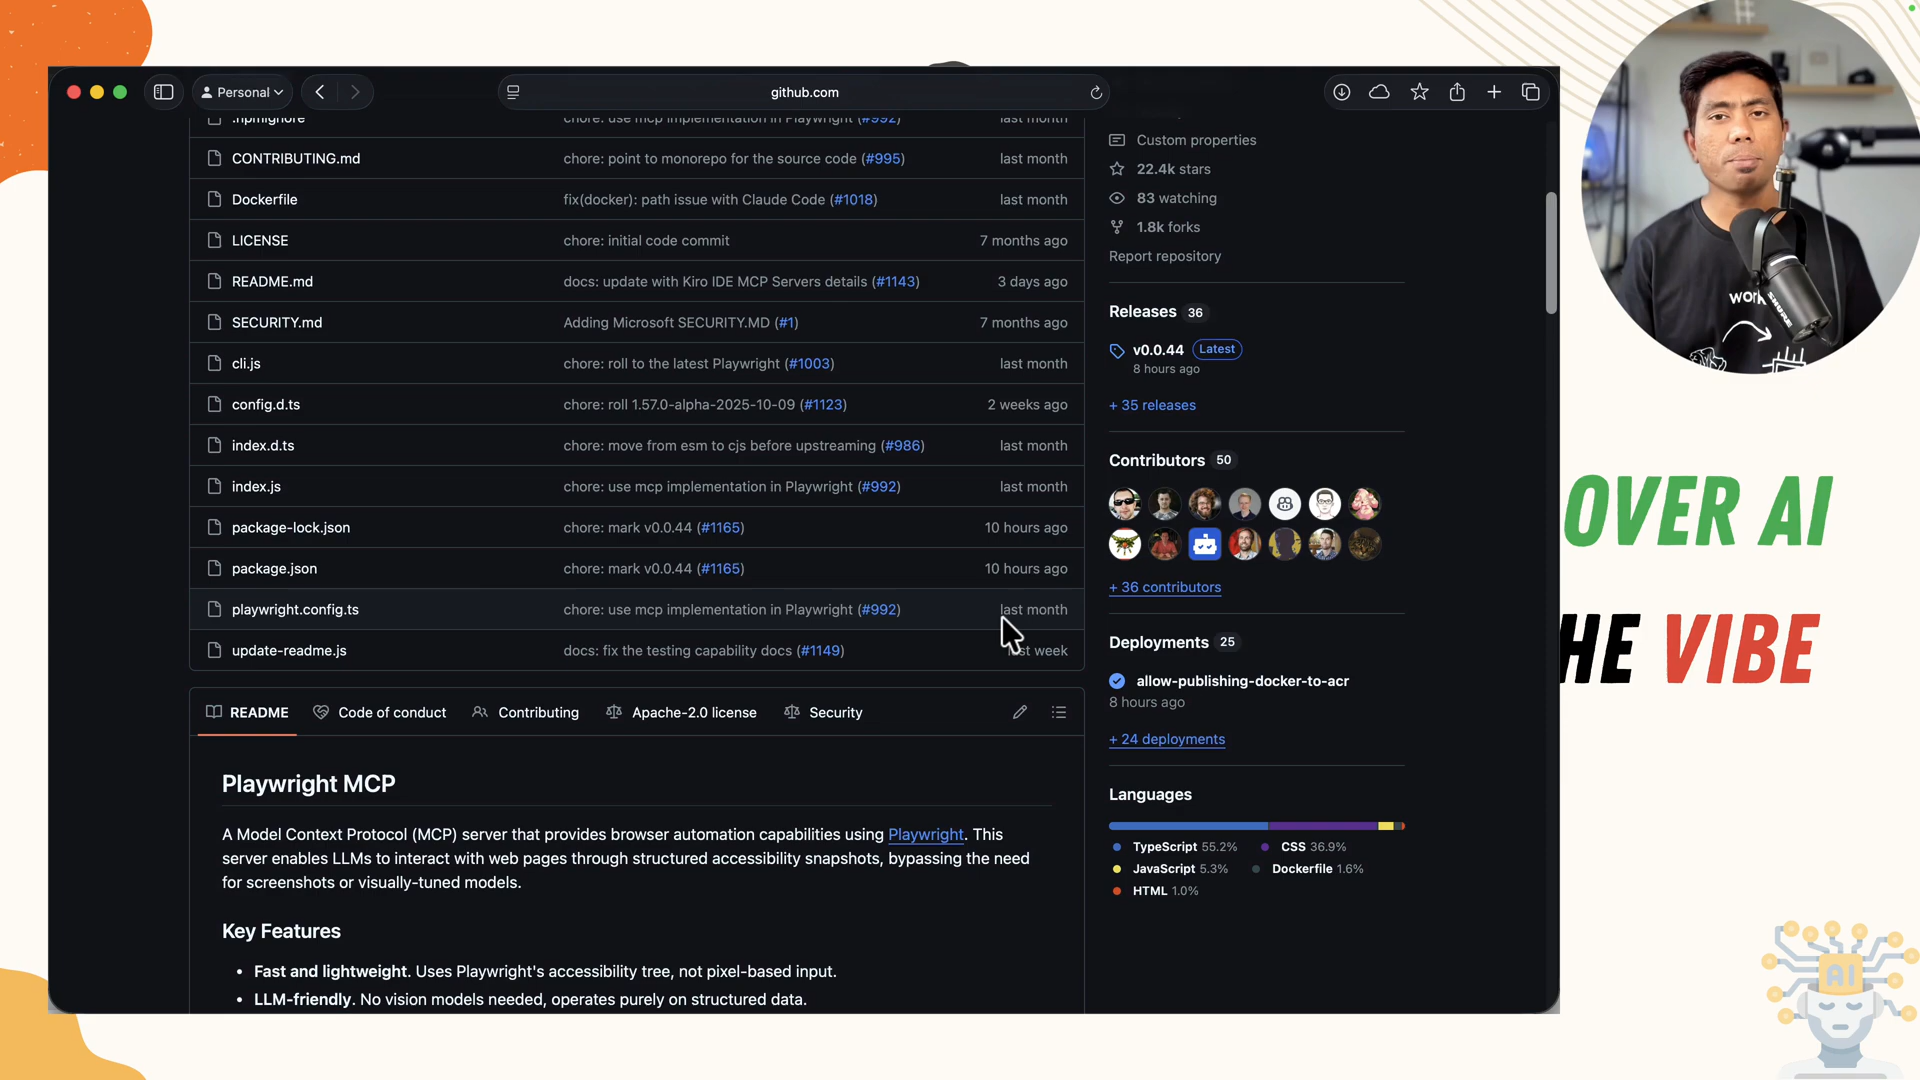 Personal
github.com
.npmignore chore: use mcp implementation in Playwright (#992) last month
CONTRIBUTING.md chore: point to monorepo for the source code (#995) last month
Dockerfile fix(docker): path issue with Claude Code (#1018) last month
LICENSE chore: initial code commit 7 months ago
README.md docs: update with Kiro IDE MCP Servers details (#1143) 3 days ago
SECURITY.md Adding Microsoft SECURITY.MD (#1) 7 months ago
cli.js chore: roll to the latest Playwright (#1003) last month
config.d.ts chore: roll 1.57.0-alpha-2025-10-09 (#1123) 2 weeks ago
index.d.ts chore: move from esm to cjs before upstreaming (#986) last month
index.js chore: use mcp implementation in Playwright (#992) last month
package-lock.json chore: mark v0.0.44 (#1165) 10 hours ago
package.json chore: mark v0.0.44 (#1165) 10 hours ago
playwright.config.ts chore: use mcp implementation in Playwright (#992) last month
update-readme.js docs: fix the testing capability docs (#1149) last week
README Code of conduct Contributing Apache-2.0 license Security
Playwright MCP
A Model Context Protocol (MCP) server that provides browser automation capabilities using Playwright. This
server enables LLMs to interact with web pages through structured accessibility snapshots, bypassing the need
for screenshots or visually-tuned models.
Key Features
• Fast and lightweight. Uses Playwright's accessibility tree, not pixel-based input.
• LLM-friendly. No vision models needed, operates purely on structured data.
Custom properties
22.4k stars
83 watching
1.8k forks
Report repository
Releases 36
v0.0.44 Latest
8 hours ago
+ 35 releases
Contributors 50
+ 36 contributors
Deployments 25
allow-publishing-docker-to-acr
8 hours ago
+ 24 deployments
Languages
TypeScript 55.2% CSS 36.9%
JavaScript 5.3% Dockerfile 1.6%
HTML 1.0%
SHURE
OVER AI
HE VIBE
AI